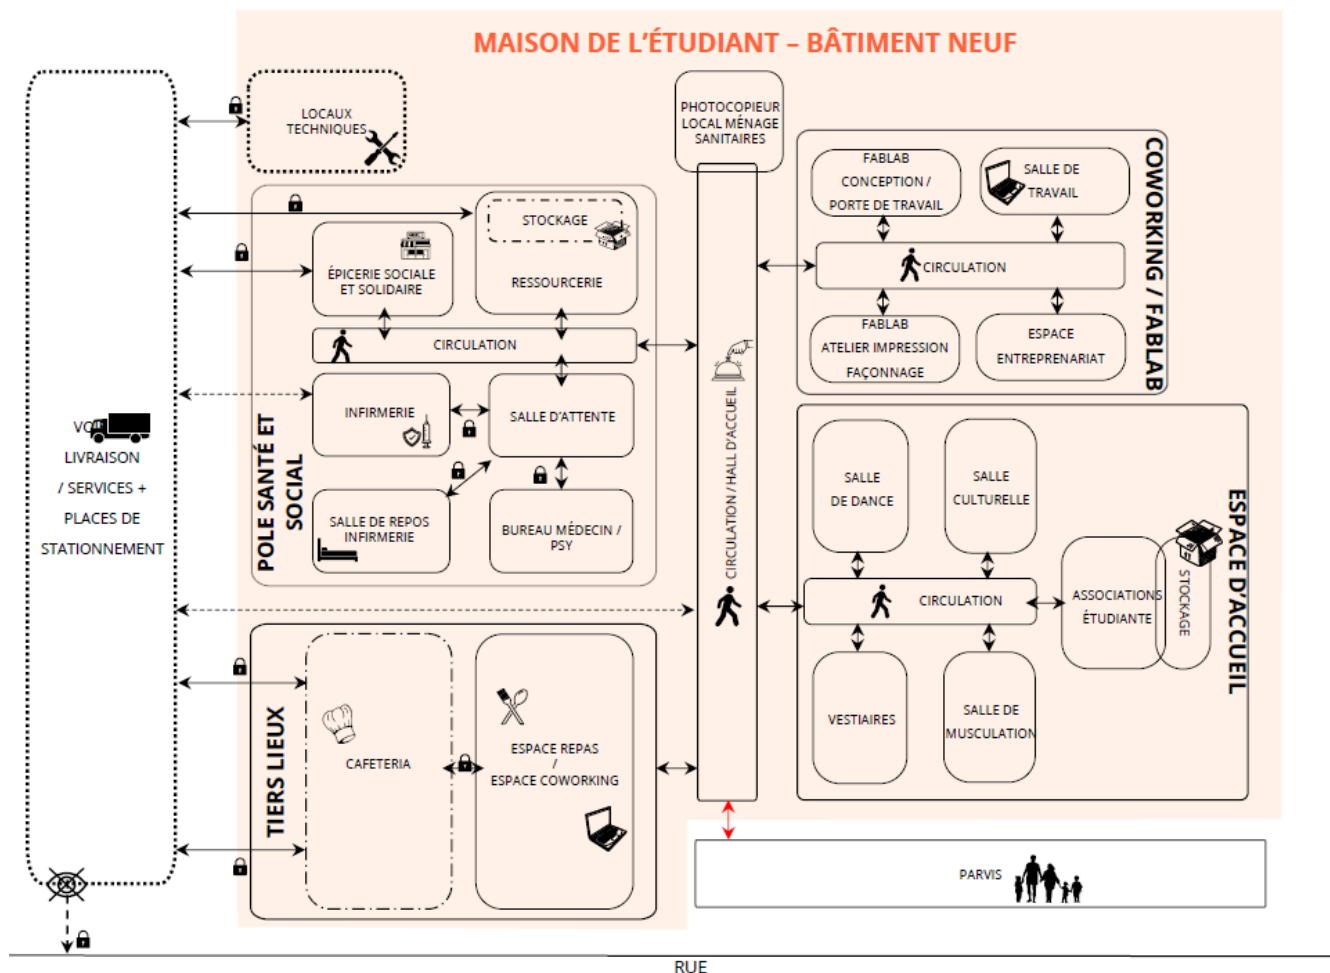 MAISON DE L'ÉTUDIANT – BÂTIMENT NEUF
LOCAUX
TECHNIQUES
PHOTOCOPIEUR
LOCAL MÉNAGE
SANITAIRES
COWORKING / FABLAB
FABLAB
CONCEPTION /
PORTE DE TRAVAIL
SALLE DE
TRAVAIL
CIRCULATION
FABLAB
ATELIER IMPRESSION
FAÇONNAGE
ESPACE
ENTREPRENARIAT
POLE SANTÉ ET
SOCIAL
STOCKAGE
RESSOURCERIE
ÉPICERIE SOCIALE
ET SOLIDAIRE
CIRCULATION
INFIRMERIE
SALLE D'ATTENTE
SALLE DE REPOS
INFIRMERIE
BUREAU MÉDECIN /
PSY
CIRCULATION / HALL D'ACCUEIL
LIVRAISON
/ SERVICES +
PLACES DE
STATIONNEMENT
ESPACE D'ACCUEIL
SALLE
DE DANCE
SALLE
CULTURELLE
CIRCULATION
ASSOCIATIONS
ÉTUDIANTE
STOCKAGE
VESTIAIRES
SALLE DE
MUSCULATION
TIERS LIEUX
CAFETERIA
ESPACE REPAS
/
ESPACE COWORKING
PARVIS
RUE